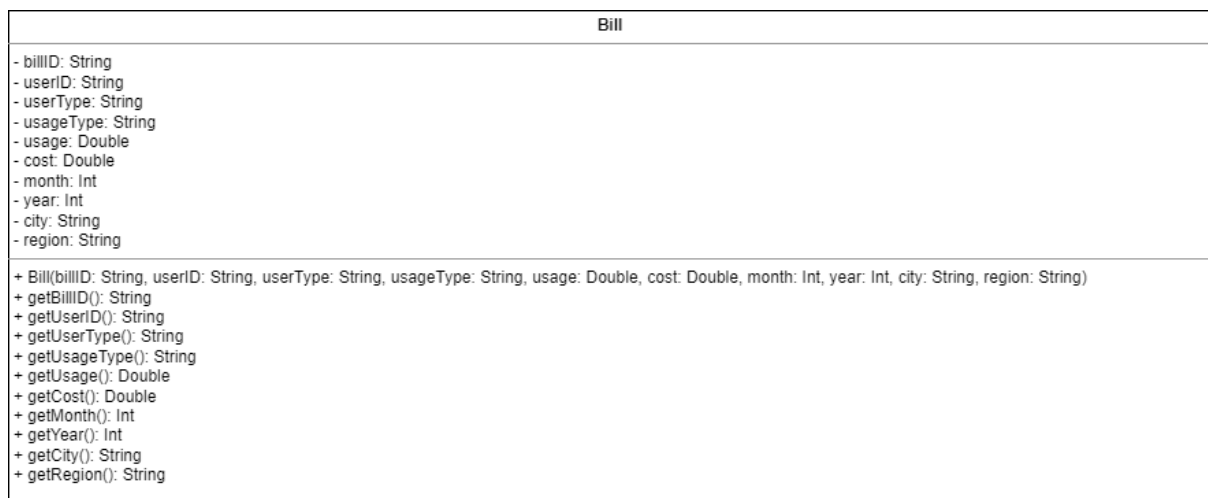 Bill
- billID: String
- userID: String
- userType: String
- usageType: String
- usage: Double
- cost: Double
- month: Int
- year: Int
- city: String
- region: String
+ Bill(billID: String, userID: String, userType: String, usageType: String, usage: Double, cost: Double, month: Int, year: Int, city: String, region: String)
+ getBillID(): String
+ getUserID(): String
+ getUserType(): String
+ getUsageType(): String
+ getUsage(): Double
+ getCost(): Double
+ getMonth(): Int
+ getYear(): Int
+ getCity(): String
+ getRegion(): String